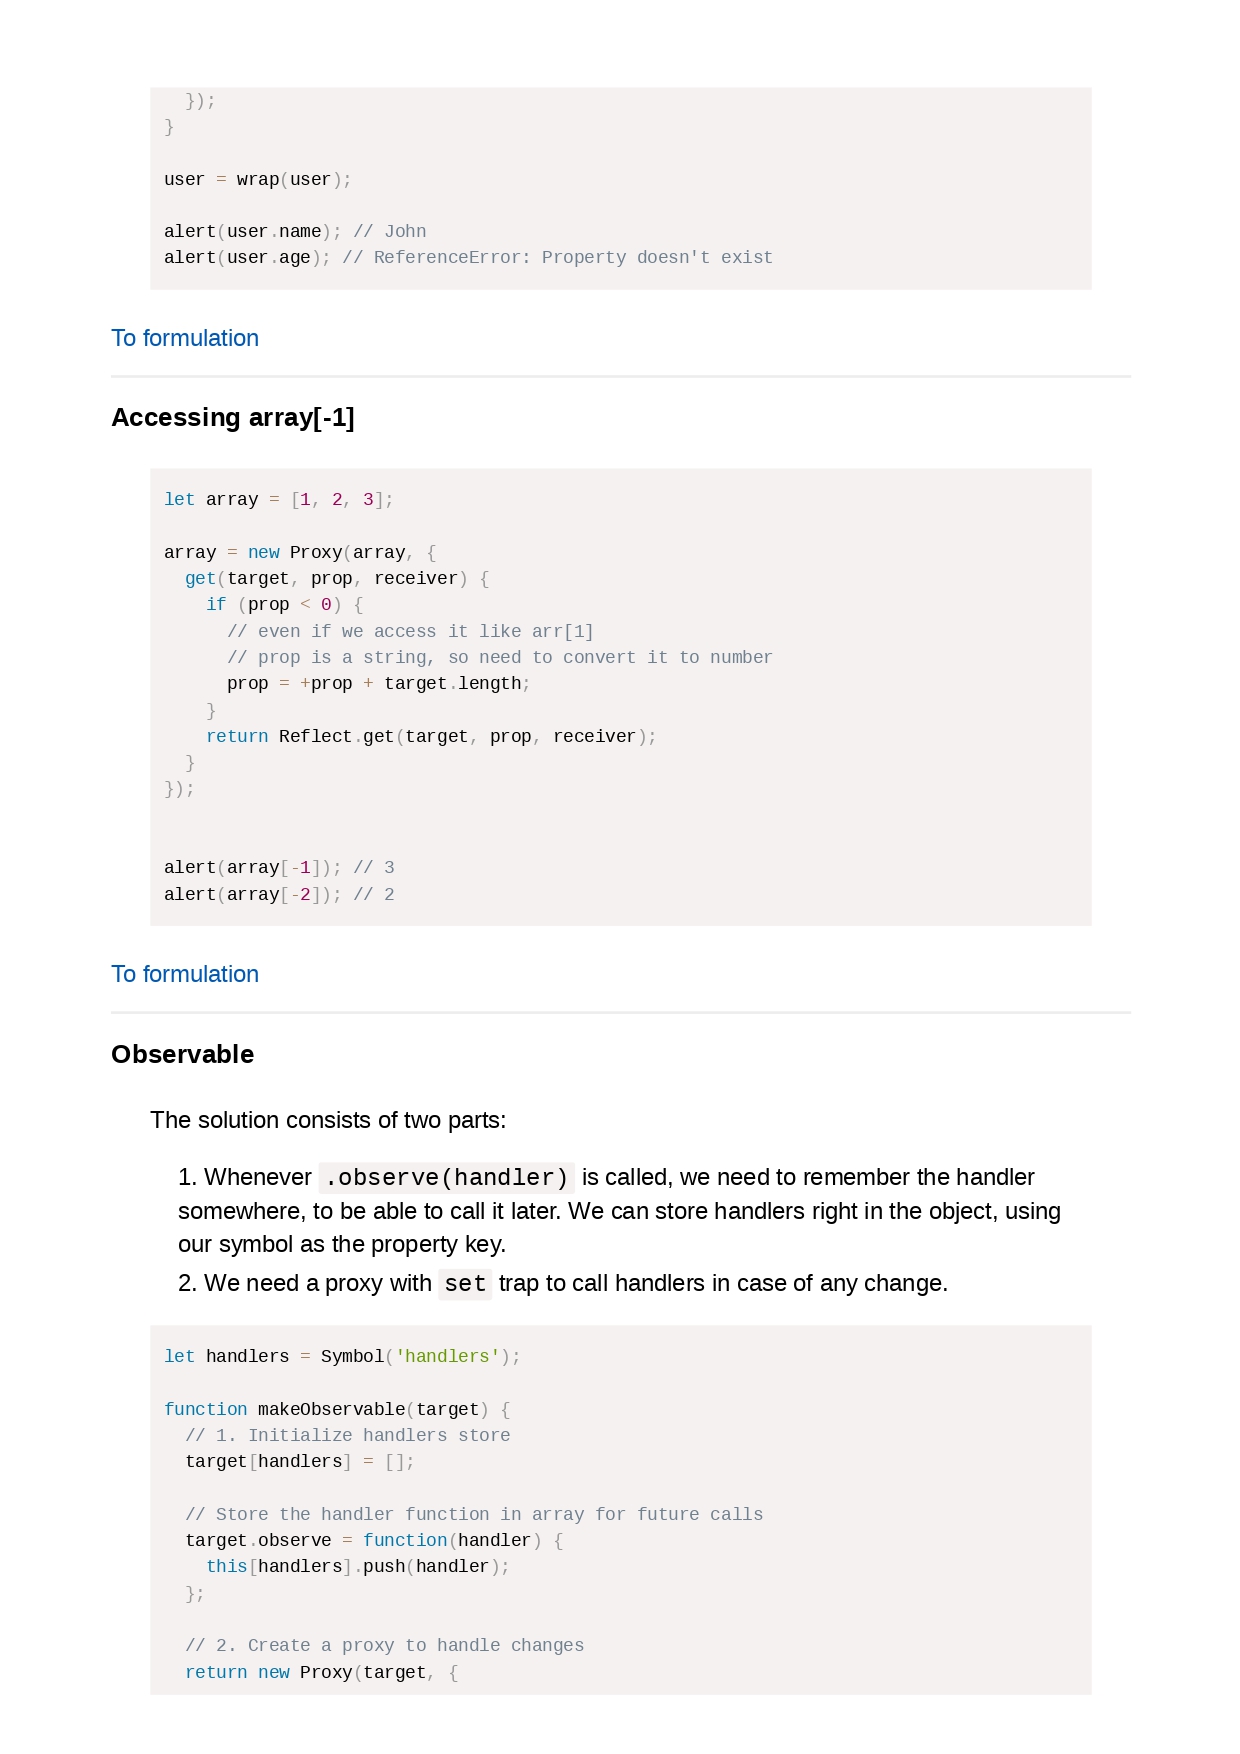 });
}

user = wrap(user);

alert(user.name); // John
alert(user.age); // ReferenceError: Property doesn't exist
To formulation
Accessing array[-1]
let array = [1, 2, 3];

array = new Proxy(array, {
  get(target, prop, receiver) {
    if (prop < 0) {
      // even if we access it like arr[1]
      // prop is a string, so need to convert it to number
      prop = +prop + target.length;
    }
    return Reflect.get(target, prop, receiver);
  }
});


alert(array[-1]); // 3
alert(array[-2]); // 2
To formulation
Observable
The solution consists of two parts:
1. Whenever .observe(handler) is called, we need to remember the handler
somewhere, to be able to call it later. We can store handlers right in the object, using
our symbol as the property key.
2. We need a proxy with set trap to call handlers in case of any change.
let handlers = Symbol('handlers');

function makeObservable(target) {
  // 1. Initialize handlers store
  target[handlers] = [];

  // Store the handler function in array for future calls
  target.observe = function(handler) {
    this[handlers].push(handler);
  };

  // 2. Create a proxy to handle changes
  return new Proxy(target, {